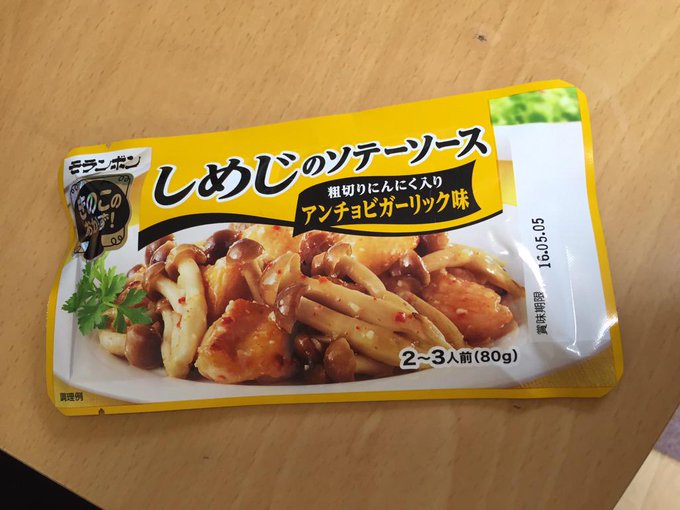 モランボン
きのこの
おかず!
しめじのソテーソース
粗切りにんにく入り
アンチョビガーリック味
2～3人前(80g)
賞味期限
16.05.05
調理例